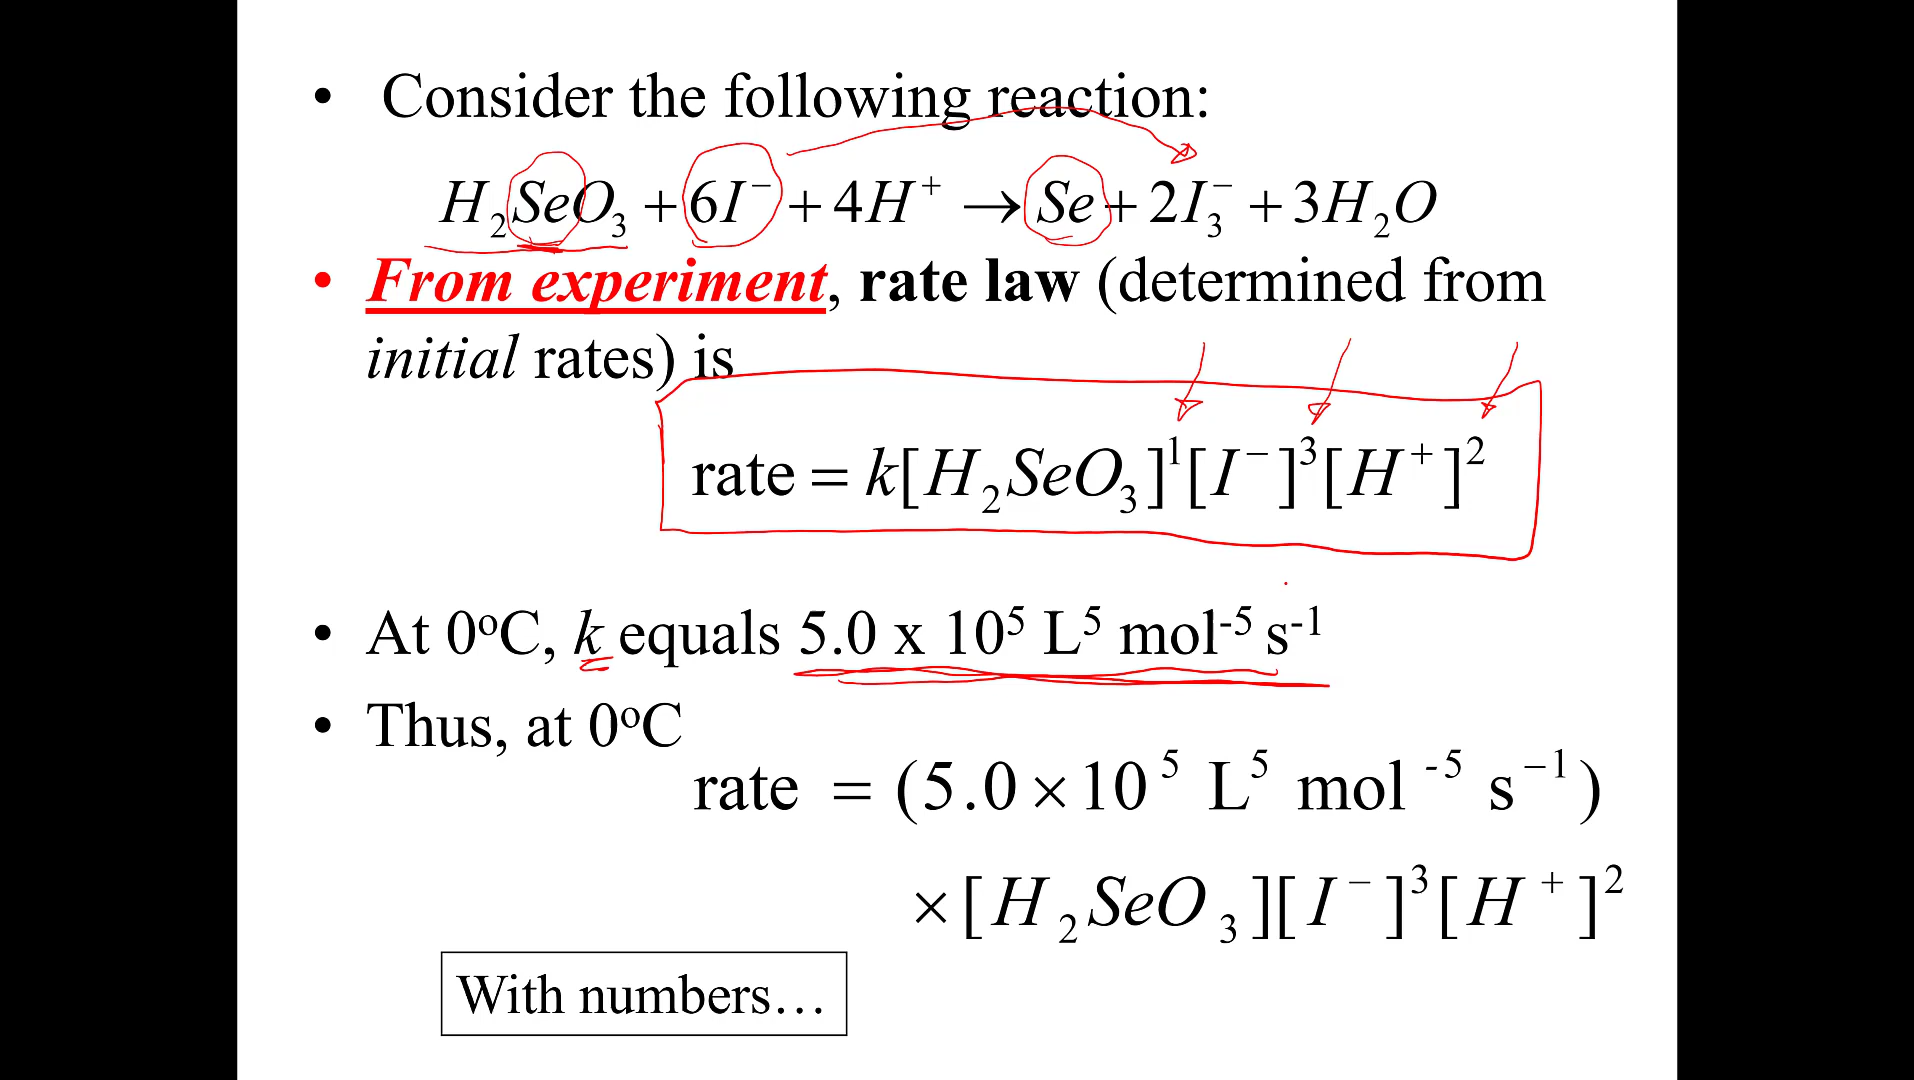 • Consider the following reaction:
H₂SeO₃ + 6I⁻ + 4H⁺ → Se + 2I₃⁻ + 3H₂O
• From experiment, rate law (determined from
initial rates) is
rate = k[H₂SeO₃]¹[I⁻]³[H⁺]²
• At 0ºC, k equals 5.0 x 10⁵ L⁵ mol⁻⁵ s⁻¹
• Thus, at 0ºC
rate = (5.0 × 10⁵ L⁵ mol⁻⁵ s⁻¹)
× [H₂SeO₃][I⁻]³[H⁺]²
With numbers…